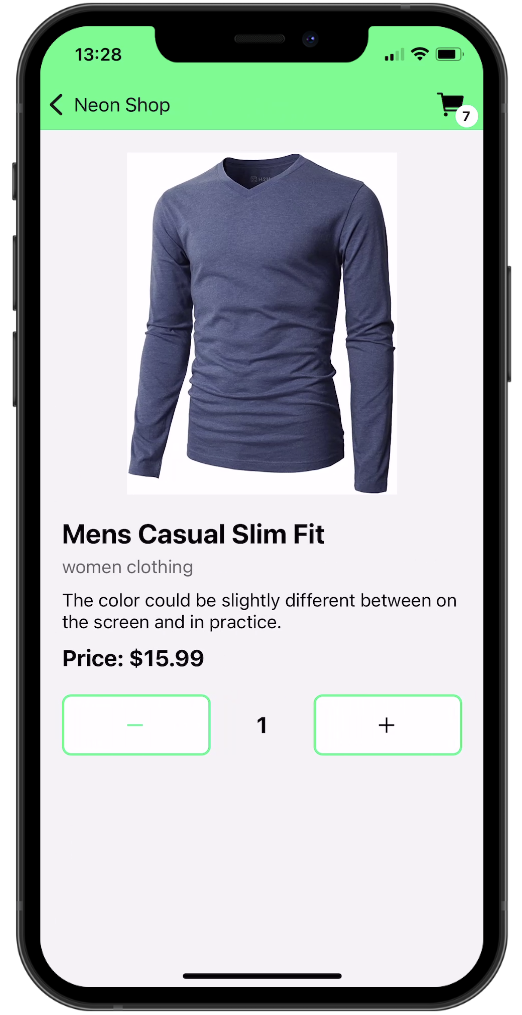 13:28
Neon Shop
7
Mens Casual Slim Fit
women clothing
The color could be slightly different between on
the screen and in practice.
Price: $15.99
− 1 +